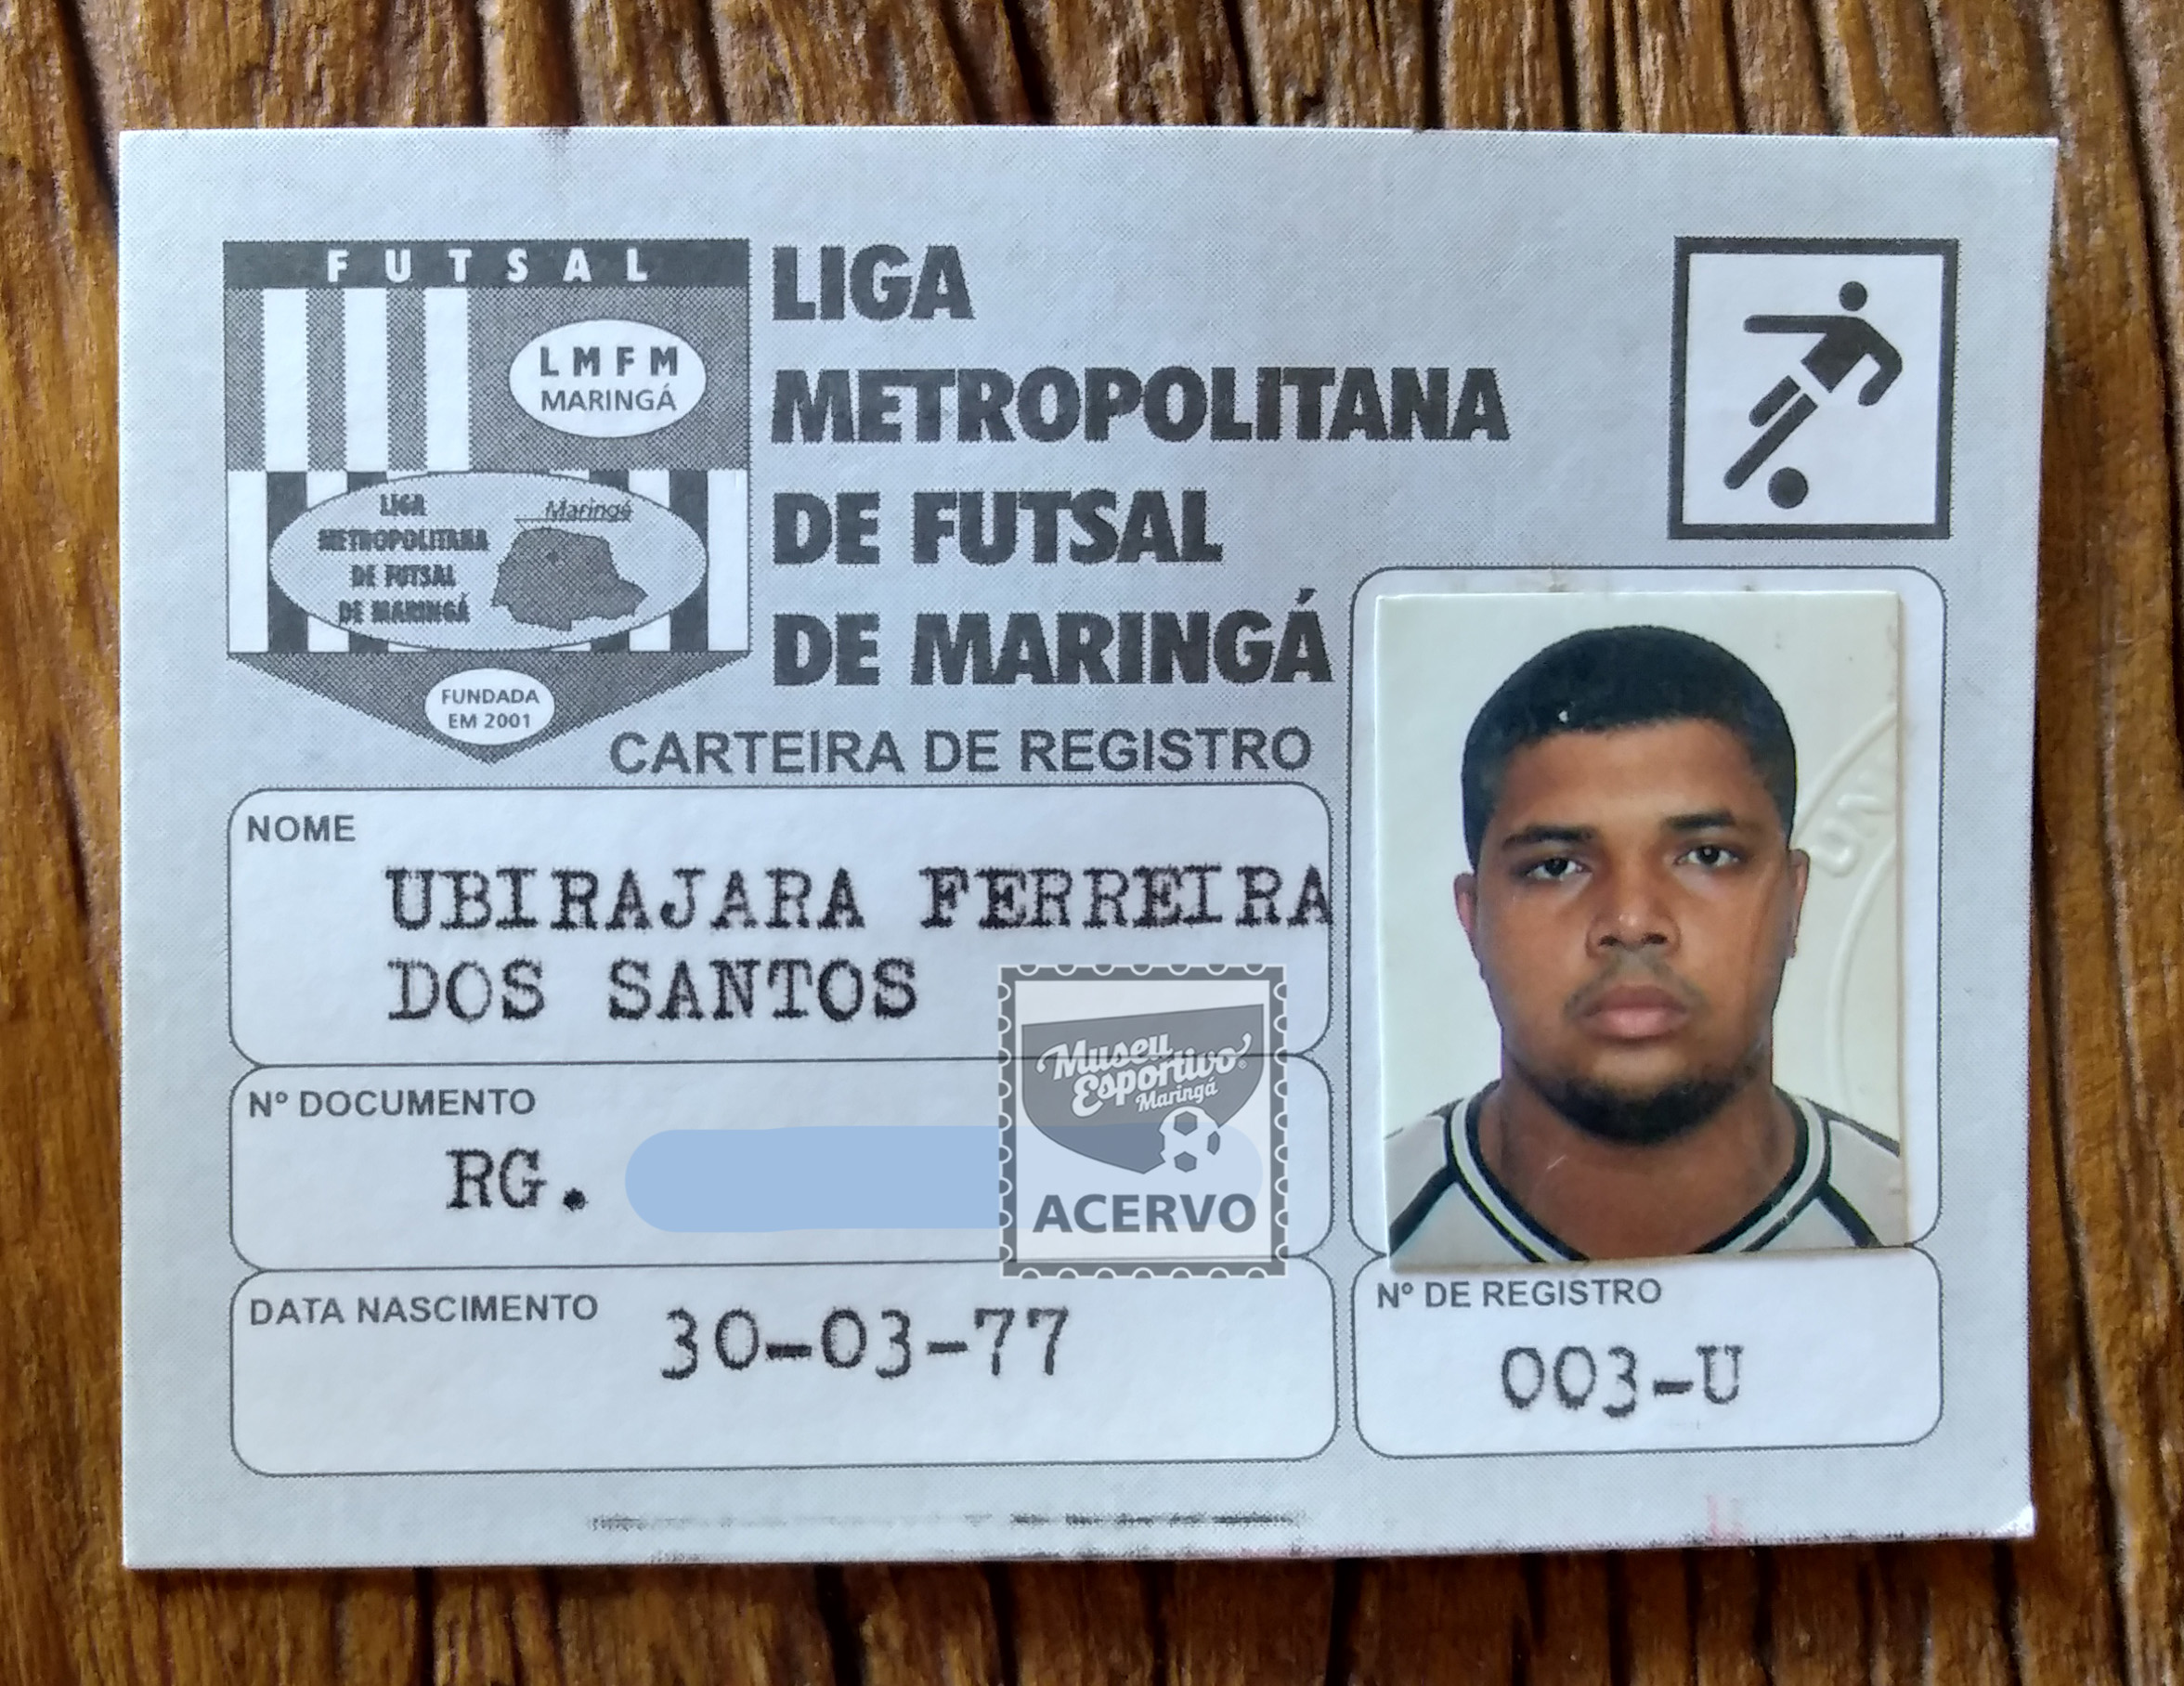 FUTSAL
LMFM
MARINGÁ
LIGA
METROPOLITANA
DE FUTSAL
DE MARINGÁ
Maringá
FUNDADA
EM 2001
LIGA
METROPOLITANA
DE FUTSAL
DE MARINGÁ
CARTEIRA DE REGISTRO
NOME
UBIRAJARA FERREIRA
DOS SANTOS
Nº DOCUMENTO
RG.
Museu
Esportivo
Maringá
ACERVO
DATA NASCIMENTO
30-03-77
Nº DE REGISTRO
003-U